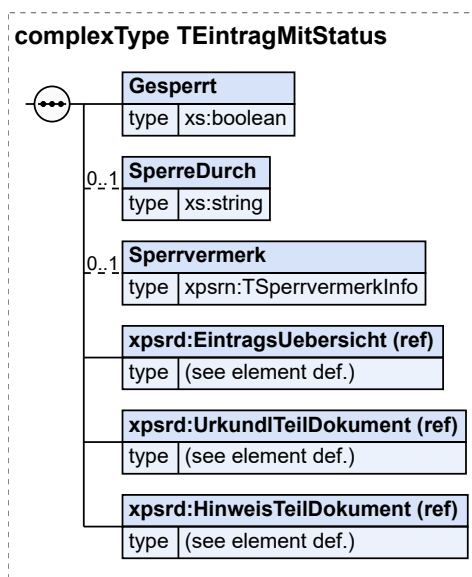 complexType TEintragMitStatus
Gesperrt
type xs:boolean
0..1
SperreDurch
type xs:string
0..1
Sperrvermerk
type xpsrn:TSperrvermerkInfo
xpsrd:EintragsUebersicht (ref)
type (see element def.)
xpsrd:UrkundlTeilDokument (ref)
type (see element def.)
xpsrd:HinweisTeilDokument (ref)
type (see element def.)